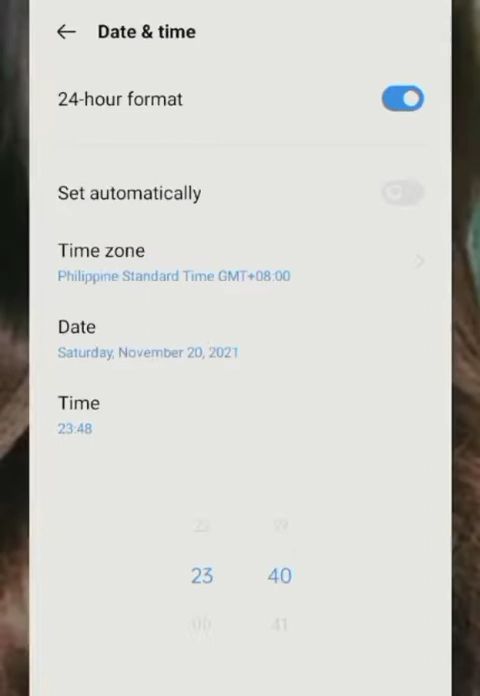 Date & time
24-hour format
Set automatically
Time zone
Philippine Standard Time GMT+08:00
Date
Saturday, November 20, 2021
Time
23:48
23 40
00 41